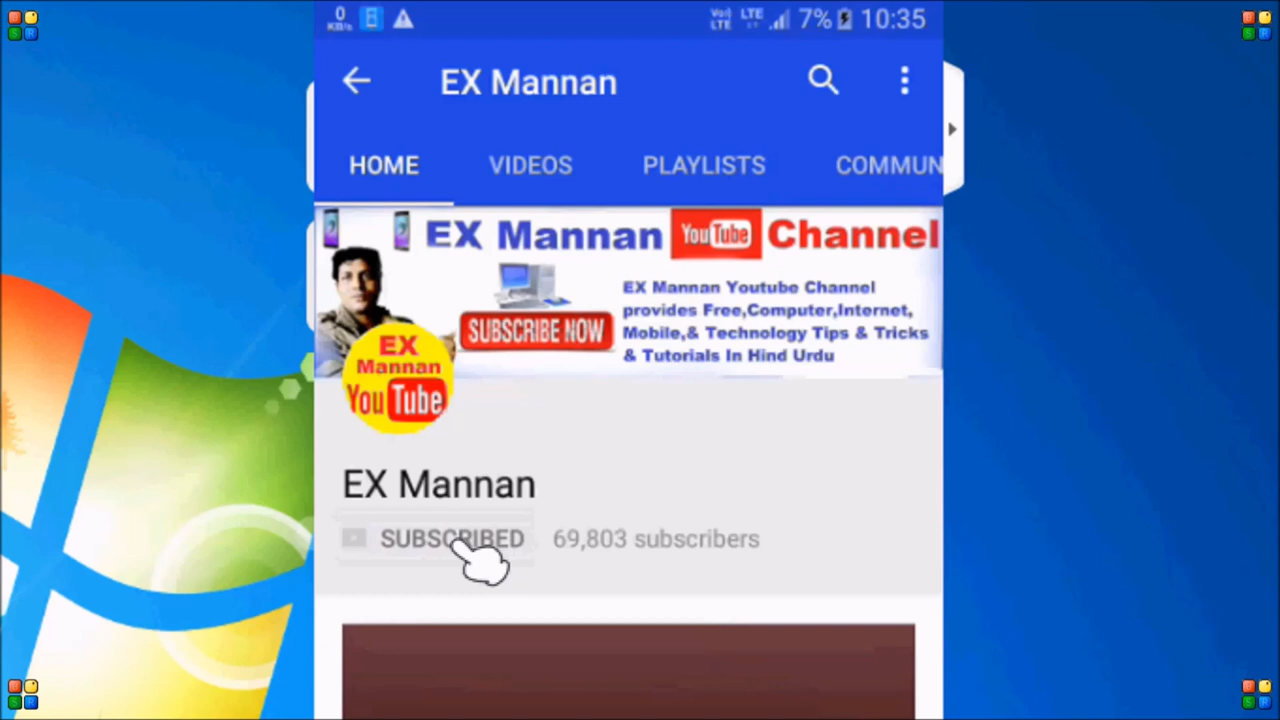 0
KB/s
Vo))
LTE
LTE
7%
10:35
EX Mannan
HOME
VIDEOS
PLAYLISTS
COMMUN
EX Mannan YouTube Channel
EX Mannan Youtube Channel
provides Free,Computer,Internet,
Mobile,& Technology Tips & Tricks
& Tutorials In Hind Urdu
SUBSCRIBE NOW
EX
Mannan
YouTube
EX Mannan
SUBSCRIBED
69,803 subscribers
S R
S R
S R
S R